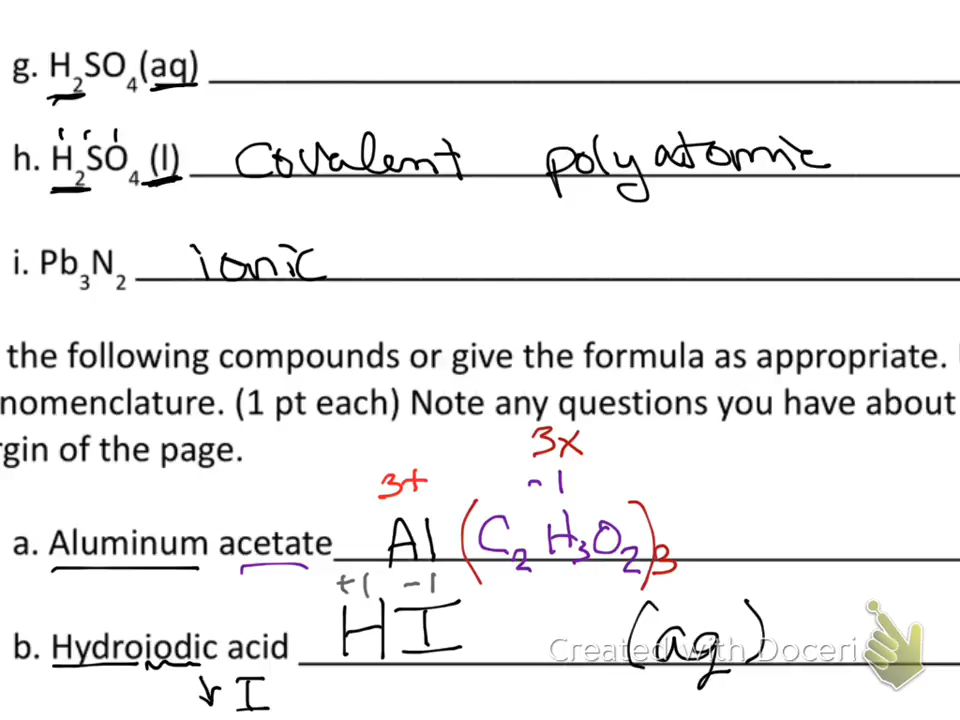 g. H₂SO₄(aq)
h. H₂SO₄ (l) Covalent polyatomic
i. Pb₃N₂ ionic
the following compounds or give the formula as appropriate.
nomenclature. (1 pt each) Note any questions you have about
rgin of the page.
3x
3+ -1
a. Aluminum acetate Al (C₂H₃O₂)₃
+1 -1
b. Hydroiodic acid HI (aq)
Created with Doceri
I